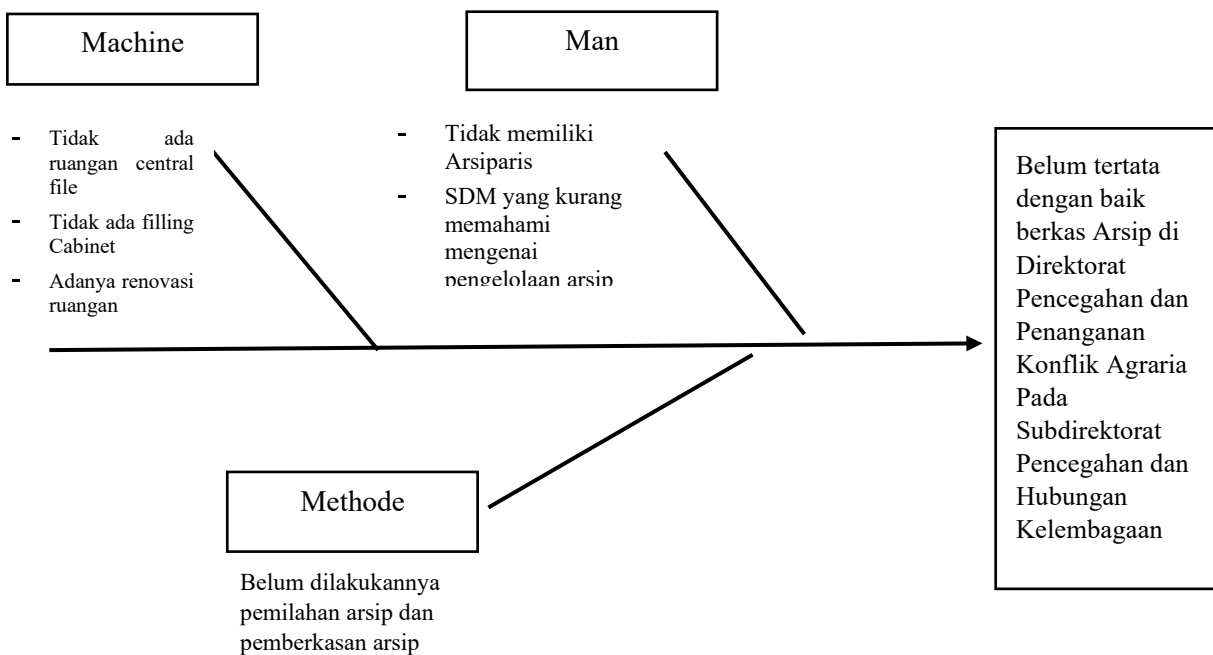 Machine
Man
- Tidak ada
ruangan central
file
- Tidak ada filling
Cabinet
- Adanya renovasi
ruangan
- Tidak memiliki
Arsiparis
- SDM yang kurang
memahami
mengenai
pengelolaan arsip
Belum tertata
dengan baik
berkas Arsip di
Direktorat
Pencegahan dan
Penanganan
Konflik Agraria
Pada
Subdirektorat
Pencegahan dan
Hubungan
Kelembagaan
Methode
Belum dilakukannya
pemilahan arsip dan
pemberkasan arsip